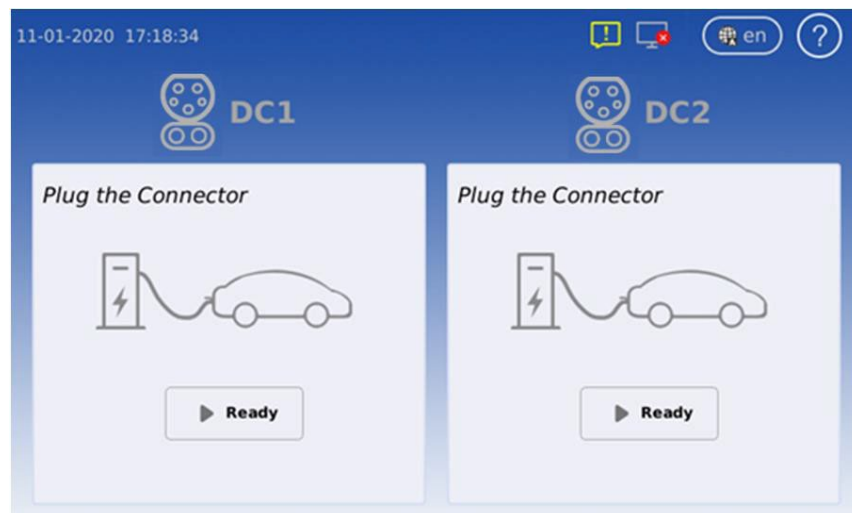 11-01-2020 17:18:34
en
?
DC1
DC2
Plug the Connector
Plug the Connector
Ready
Ready